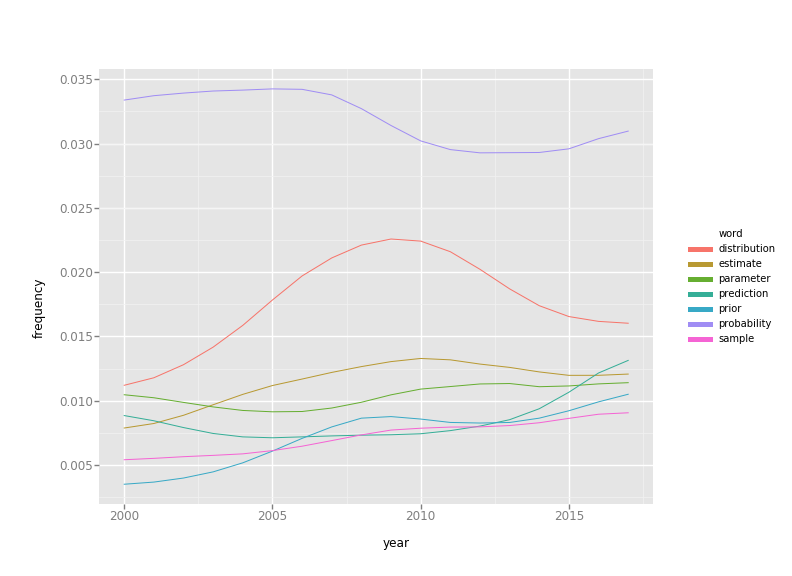 0.035
0.030
0.025
0.020
0.015
0.010
0.005
frequency
2000 2005 2010 2015
year
word
distribution
estimate
parameter
prediction
prior
probability
sample